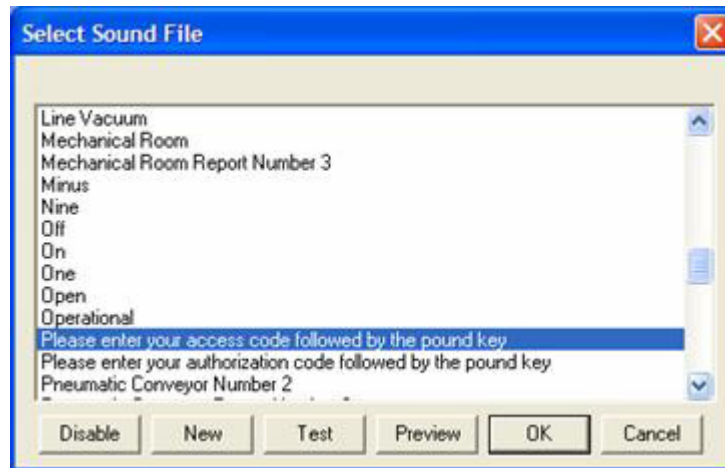 Select Sound File
Line Vacuum
Mechanical Room
Mechanical Room Report Number 3
Minus
Nine
Off
On
One
Open
Operational
Please enter your access code followed by the pound key
Please enter your authorization code followed by the pound key
Pneumatic Conveyor Number 2
Disable New Test Preview OK Cancel